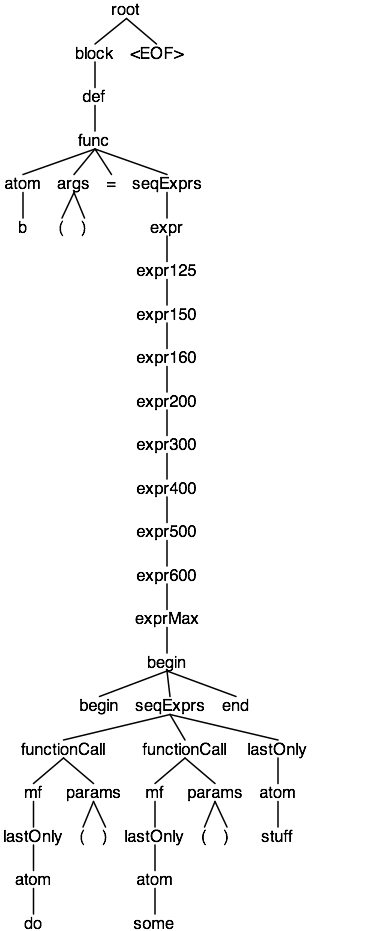 root
block <EOF>
def
func
atom args = seqExprs
b ( ) expr
expr125
expr150
expr160
expr200
expr300
expr400
expr500
expr600
exprMax
begin
begin seqExprs end
functionCall functionCall lastOnly
mf params mf params atom
lastOnly ( ) lastOnly ( ) stuff
atom atom
do some